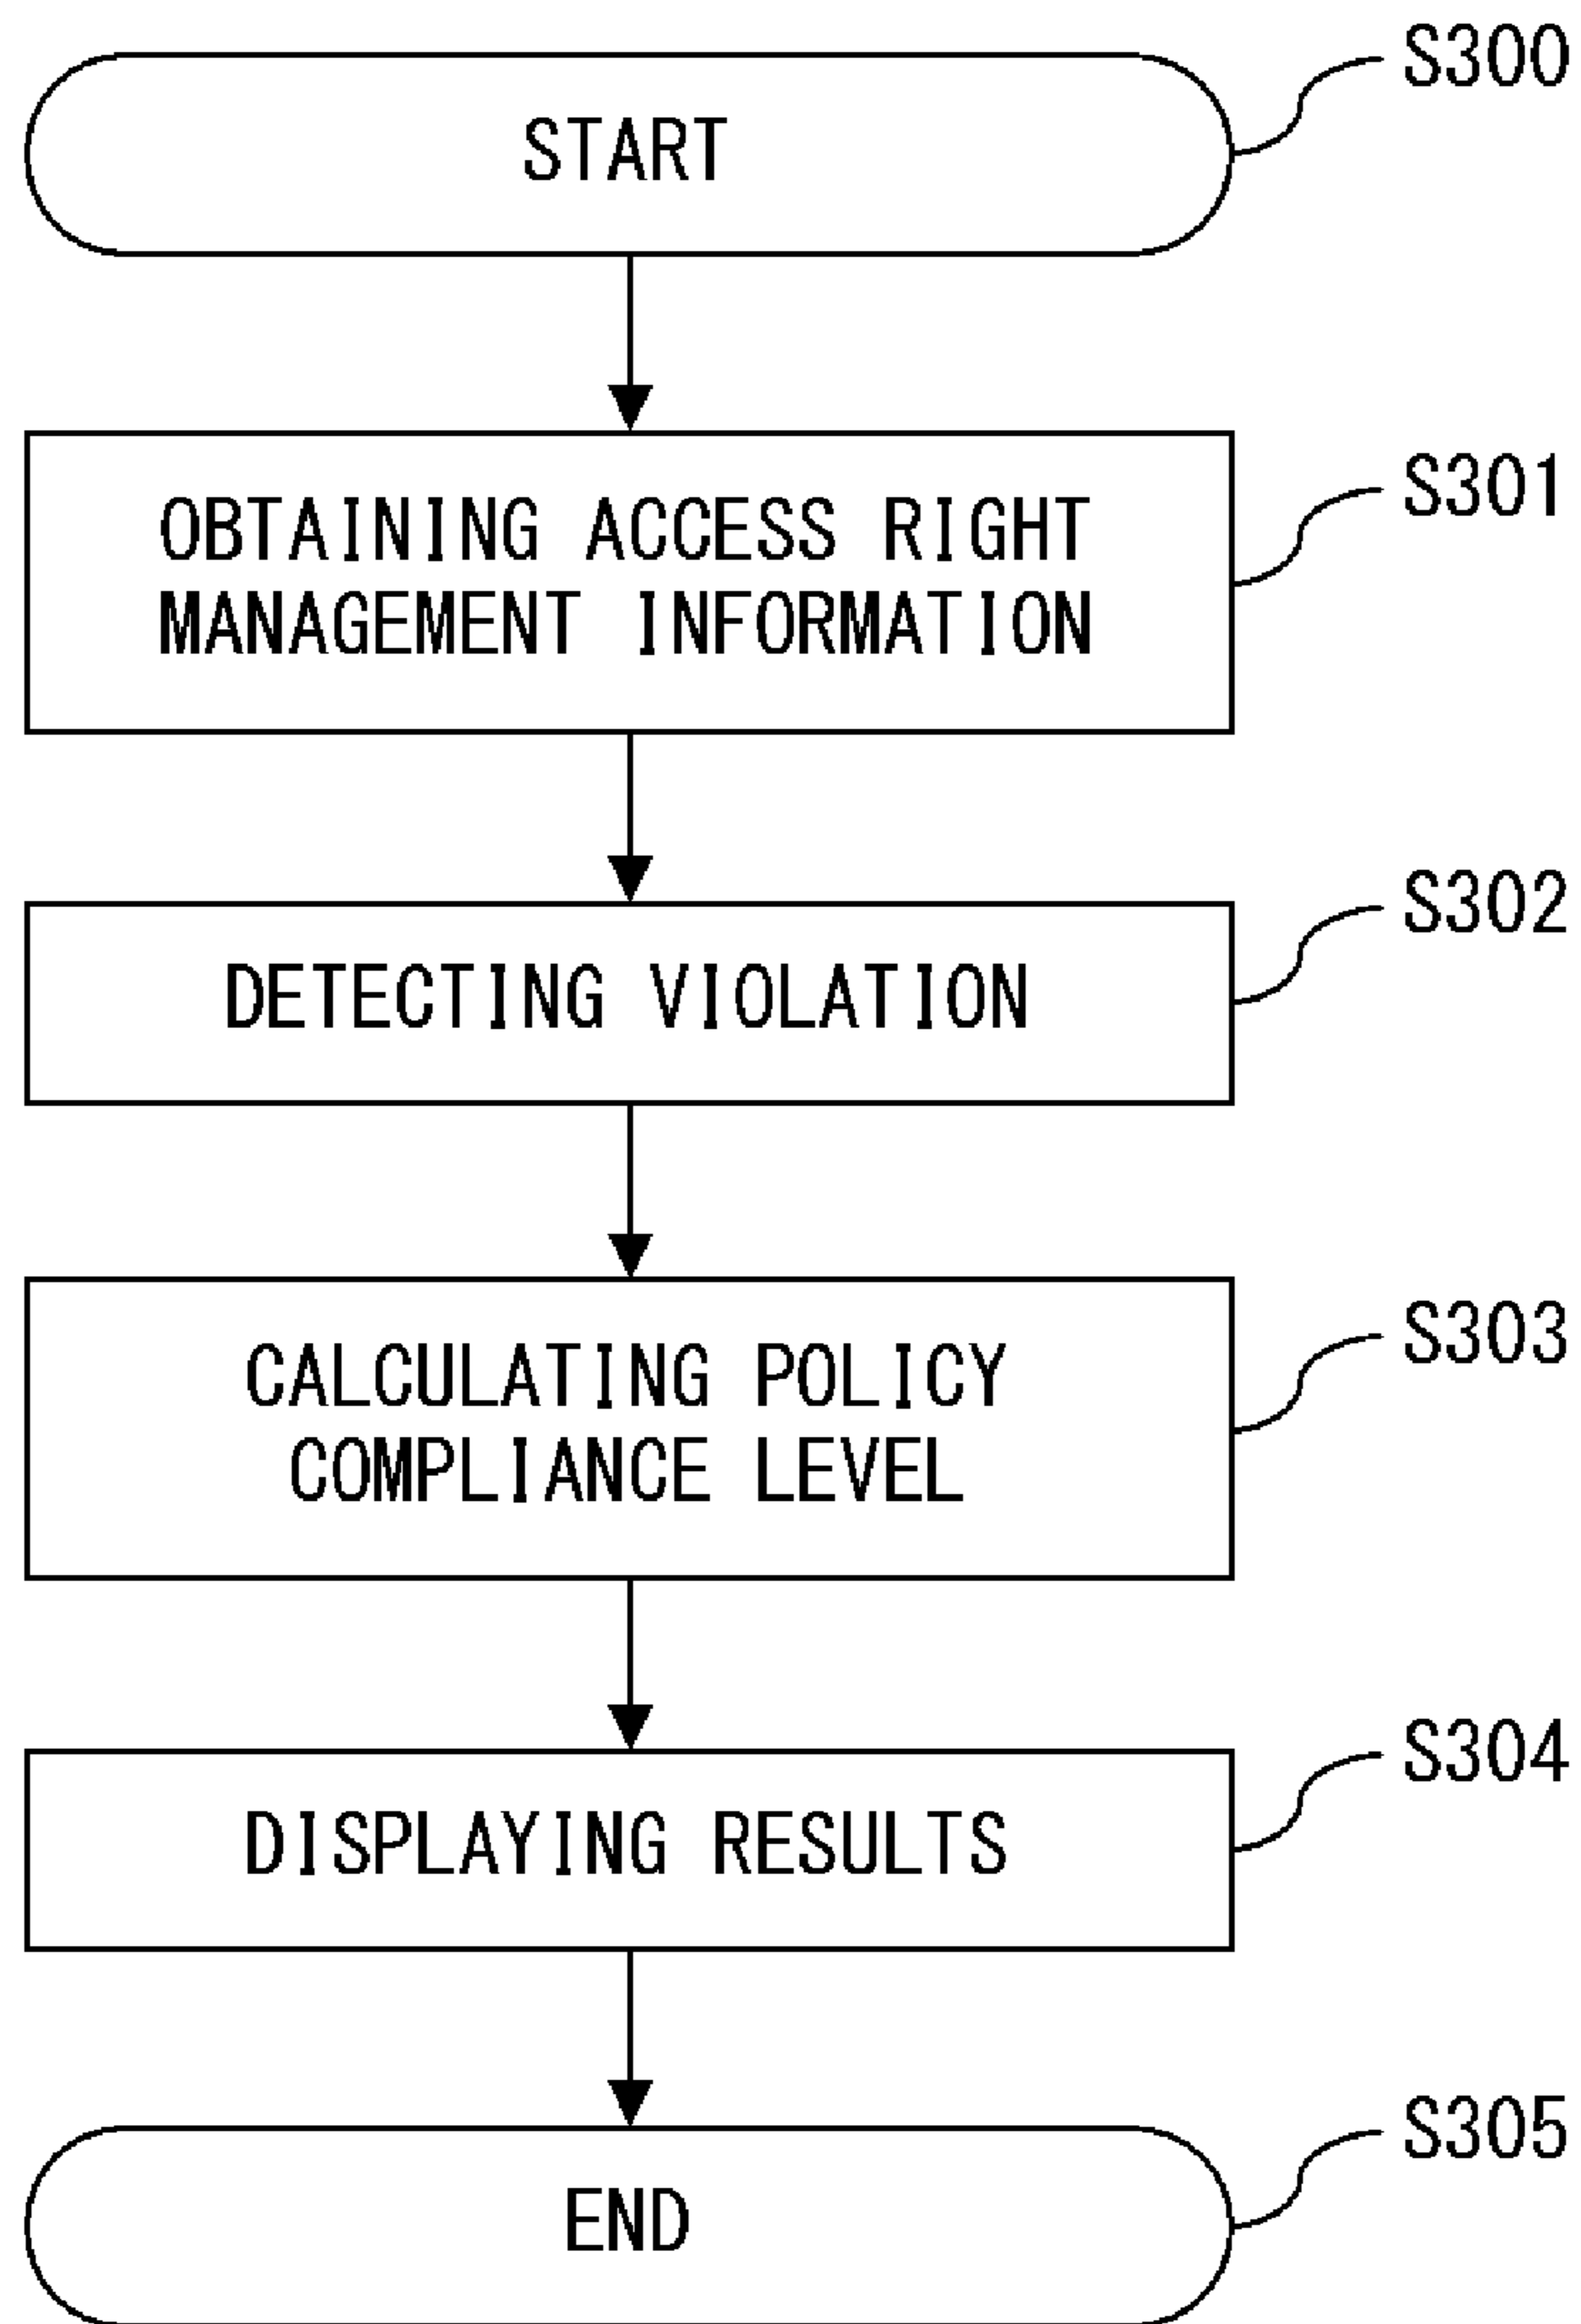 START
S300
OBTAINING ACCESS RIGHT
MANAGEMENT INFORMATION
S301
DETECTING VIOLATION
S302
CALCULATING POLICY
COMPLIANCE LEVEL
S303
DISPLAYING RESULTS
S304
END
S305